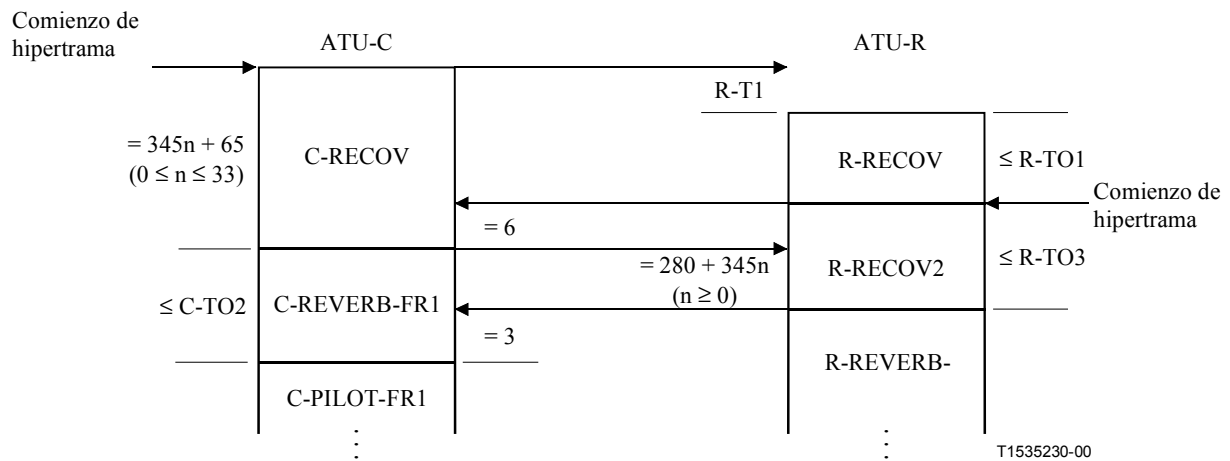 Comienzo de
hipertrama
ATU-C
ATU-R
R-T1
= 345n + 65
(0 ≤ n ≤ 33)
C-RECOV
R-RECOV
≤ R-TO1
Comienzo de
hipertrama
= 6
= 280 + 345n
(n ≥ 0)
R-RECOV2
≤ R-TO3
≤ C-TO2
C-REVERB-FR1
= 3
R-REVERB-
C-PILOT-FR1
T1535230-00